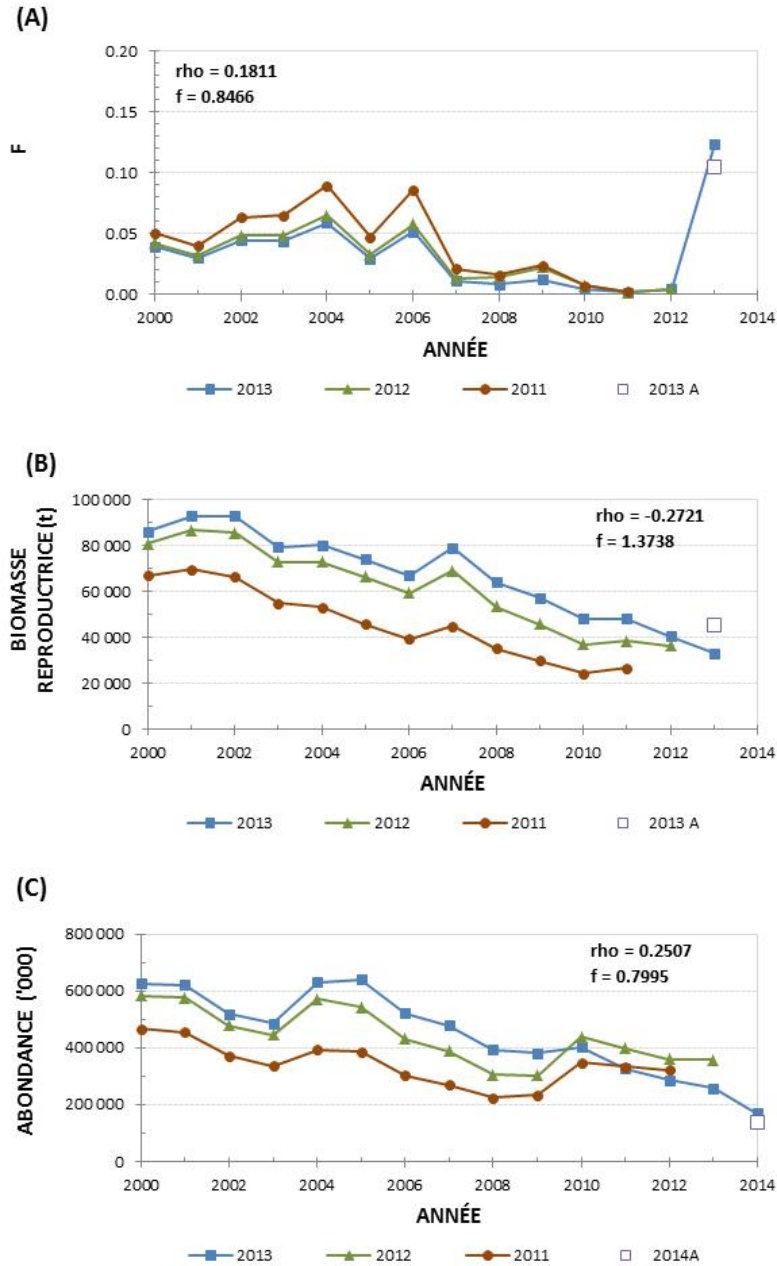 (A)
0.20
0.15
0.10
0.05
0.00
F
rho = 0.1811
f = 0.8466
2000 2002 2004 2006 2008 2010 2012 2014
ANNÉE
2013 2012 2011 2013 A
(B)
100 000
80 000
60 000
40 000
20 000
0
BIOMASSE
REPRODUCTRICE (t)
rho = -0.2721
f = 1.3738
2000 2002 2004 2006 2008 2010 2012 2014
ANNÉE
2013 2012 2011 2013 A
(C)
800 000
600 000
400 000
200 000
0
ABONDANCE ('000)
rho = 0.2507
f = 0.7995
2000 2002 2004 2006 2008 2010 2012 2014
ANNÉE
2013 2012 2011 2014A